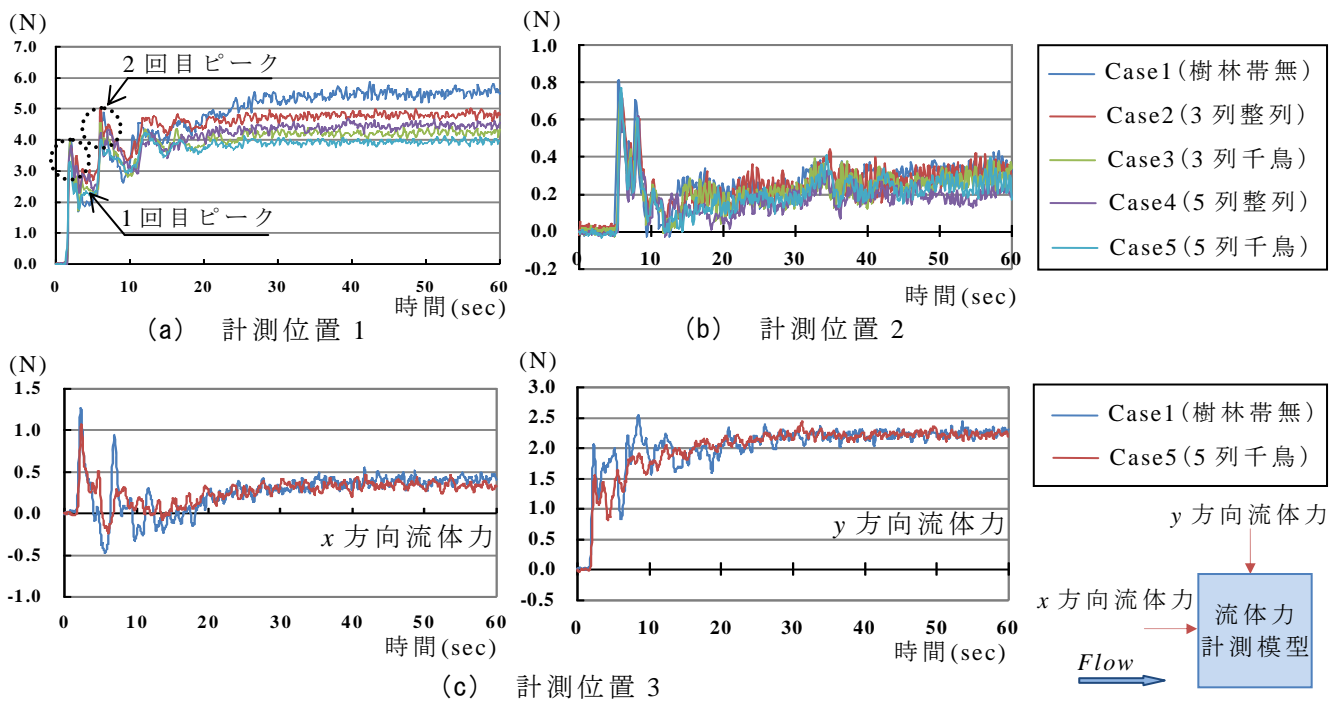 (N)
7.0
6.0
5.0
4.0
3.0
2.0
1.0
0.0
2回目ピーク
1回目ピーク
0 10 20 30 40 50 60
時間(sec)
(a) 計測位置1
(N)
1.0
0.8
0.6
0.4
0.2
0.0
-0.2
0 10 20 30 40 50 60
時間(sec)
(b) 計測位置2
Case1(樹林帯無)
Case2(3列整列)
Case3(3列千鳥)
Case4(5列整列)
Case5(5列千鳥)
(N)
1.5
1.0
0.5
0.0
-0.5
-1.0
x方向流体力
0 10 20 30 40 50 60
時間(sec)
(N)
3.0
2.5
2.0
1.5
1.0
0.5
0.0
-0.5
y方向流体力
0 10 20 30 40 50 60
時間(sec)
(c) 計測位置3
Case1(樹林帯無)
Case5(5列千鳥)
y方向流体力
x方向流体力
流体力
計測模型
Flow